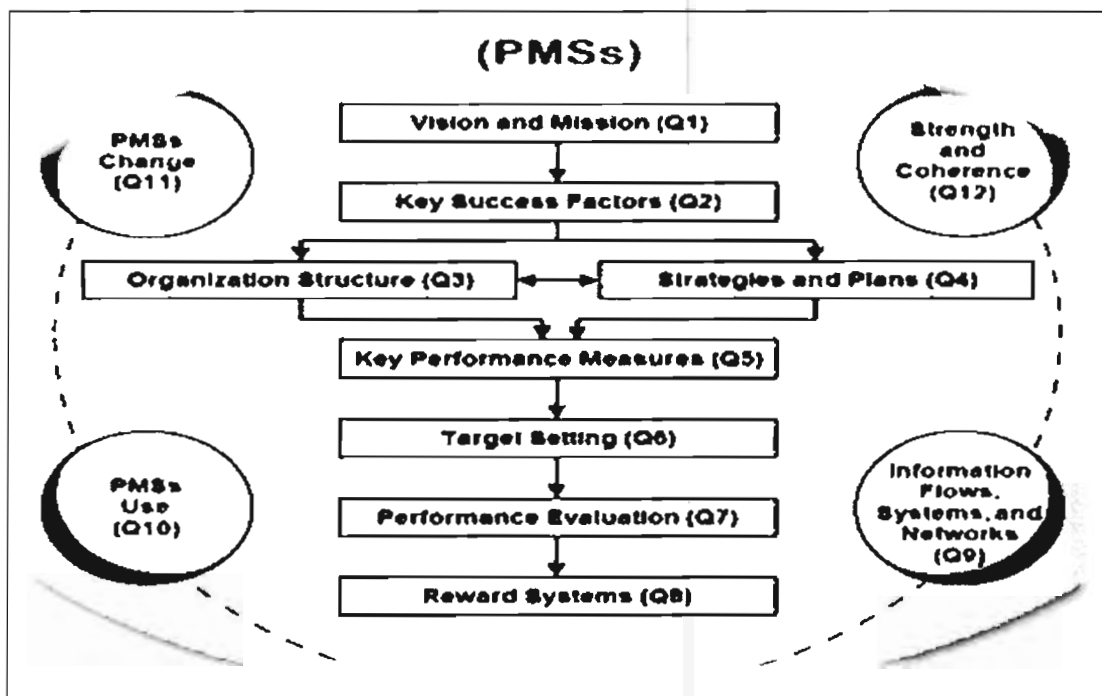 (PMSs)
Vision and Mission (Q1)
PMSs
Change
(Q11)
Strength
and
Coherence
(Q12)
Key Success Factors (Q2)
Organization Structure (Q3)
Strategies and Plans (Q4)
Key Performance Measures (Q5)
Target Setting (Q6)
PMSs
Use
(Q10)
Information
Flows,
Systems, and
Networks
(Q9)
Performance Evaluation (Q7)
Reward Systems (Q8)